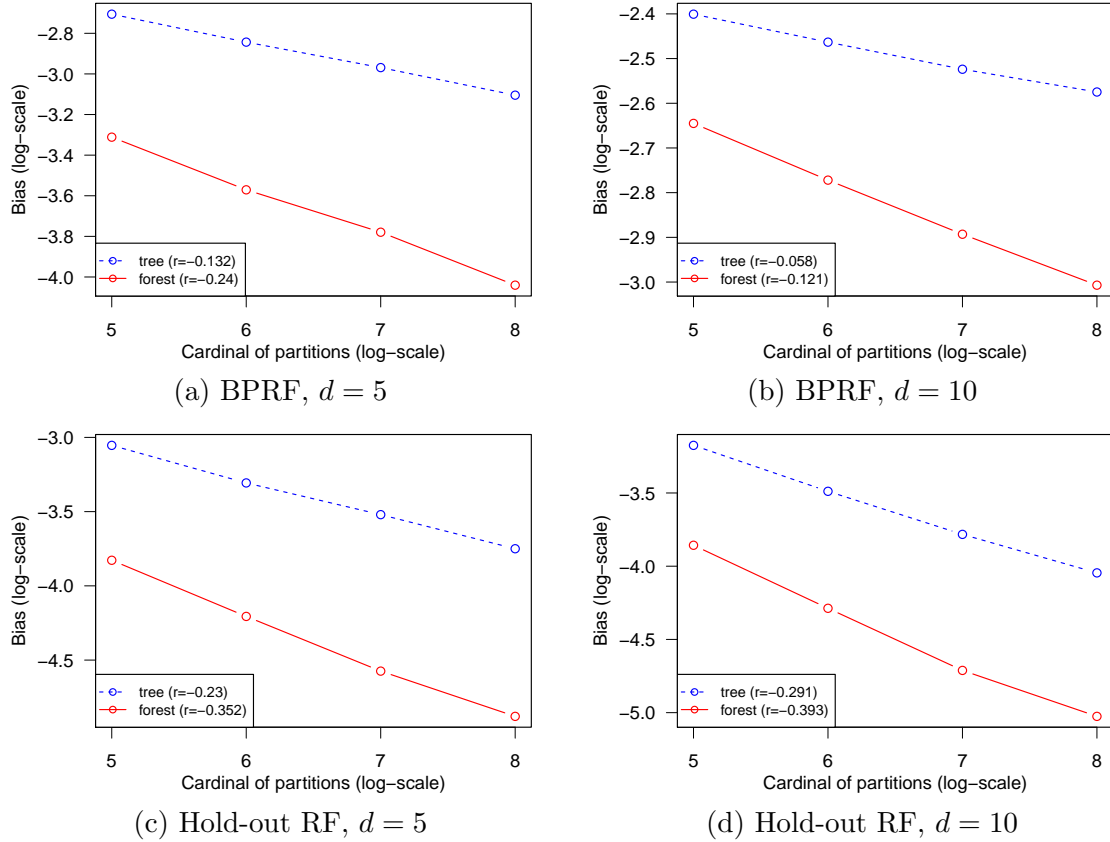 −2.8
−3.0
−3.2
−3.4
−3.6
−3.8
−4.0
Bias (log−scale)
tree (r=−0.132)
forest (r=−0.24)
5 6 7 8
Cardinal of partitions (log−scale)
(a) BPRF, d = 5
−2.4
−2.5
−2.6
−2.7
−2.8
−2.9
−3.0
Bias (log−scale)
tree (r=−0.058)
forest (r=−0.121)
5 6 7 8
Cardinal of partitions (log−scale)
(b) BPRF, d = 10
−3.0
−3.5
−4.0
−4.5
Bias (log−scale)
tree (r=−0.23)
forest (r=−0.352)
5 6 7 8
Cardinal of partitions (log−scale)
(c) Hold-out RF, d = 5
−3.5
−4.0
−4.5
−5.0
Bias (log−scale)
tree (r=−0.291)
forest (r=−0.393)
5 6 7 8
Cardinal of partitions (log−scale)
(d) Hold-out RF, d = 10